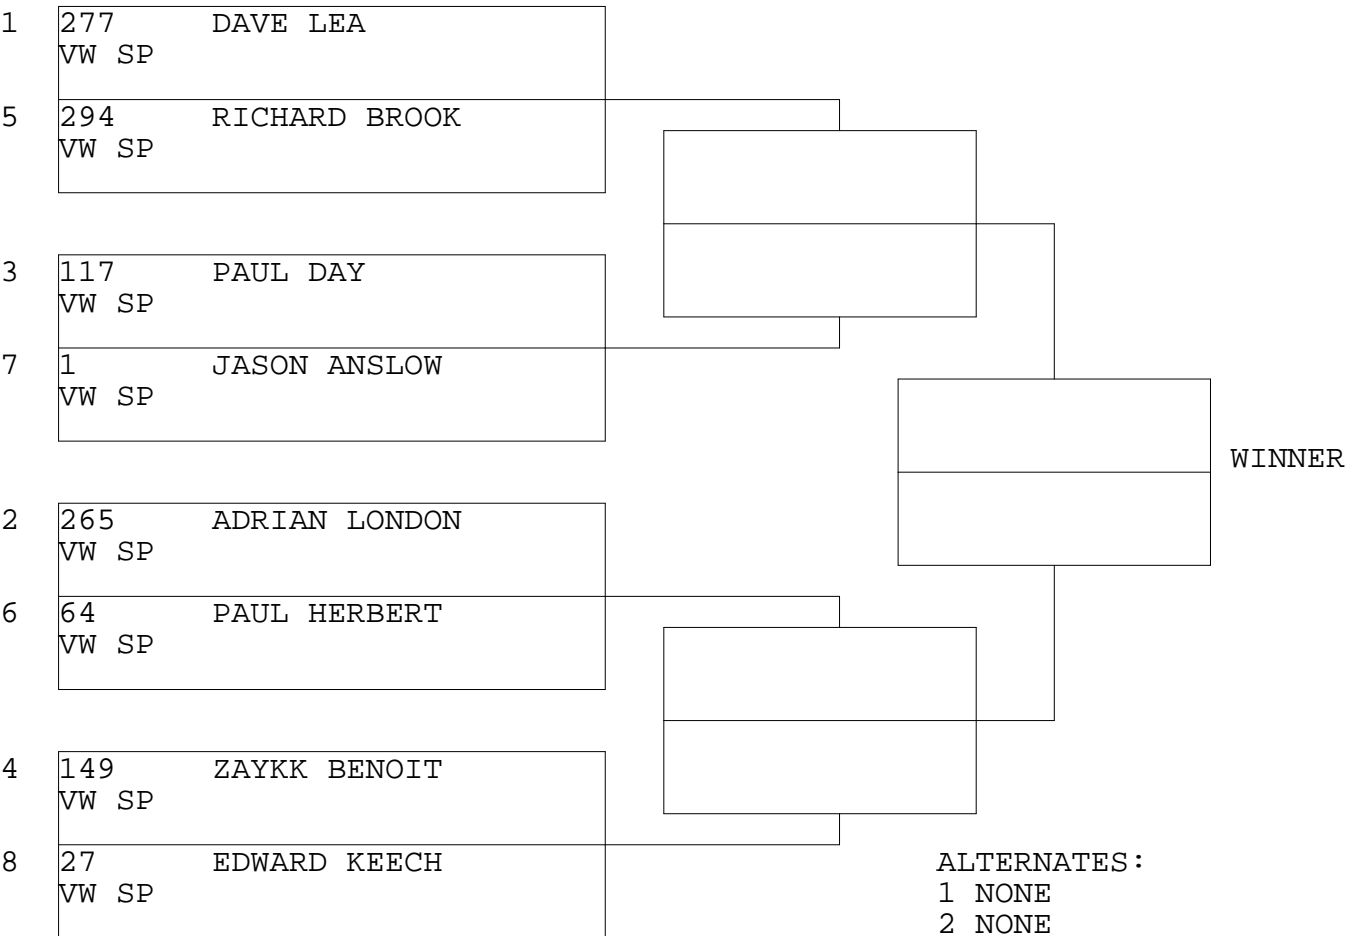 1 277 DAVE LEA
VW SP
5 294 RICHARD BROOK
VW SP
3 117 PAUL DAY
VW SP
7 1 JASON ANSLOW
VW SP
WINNER
2 265 ADRIAN LONDON
VW SP
6 64 PAUL HERBERT
VW SP
4 149 ZAYKK BENOIT
VW SP
8 27 EDWARD KEECH
VW SP
ALTERNATES:
1 NONE
2 NONE